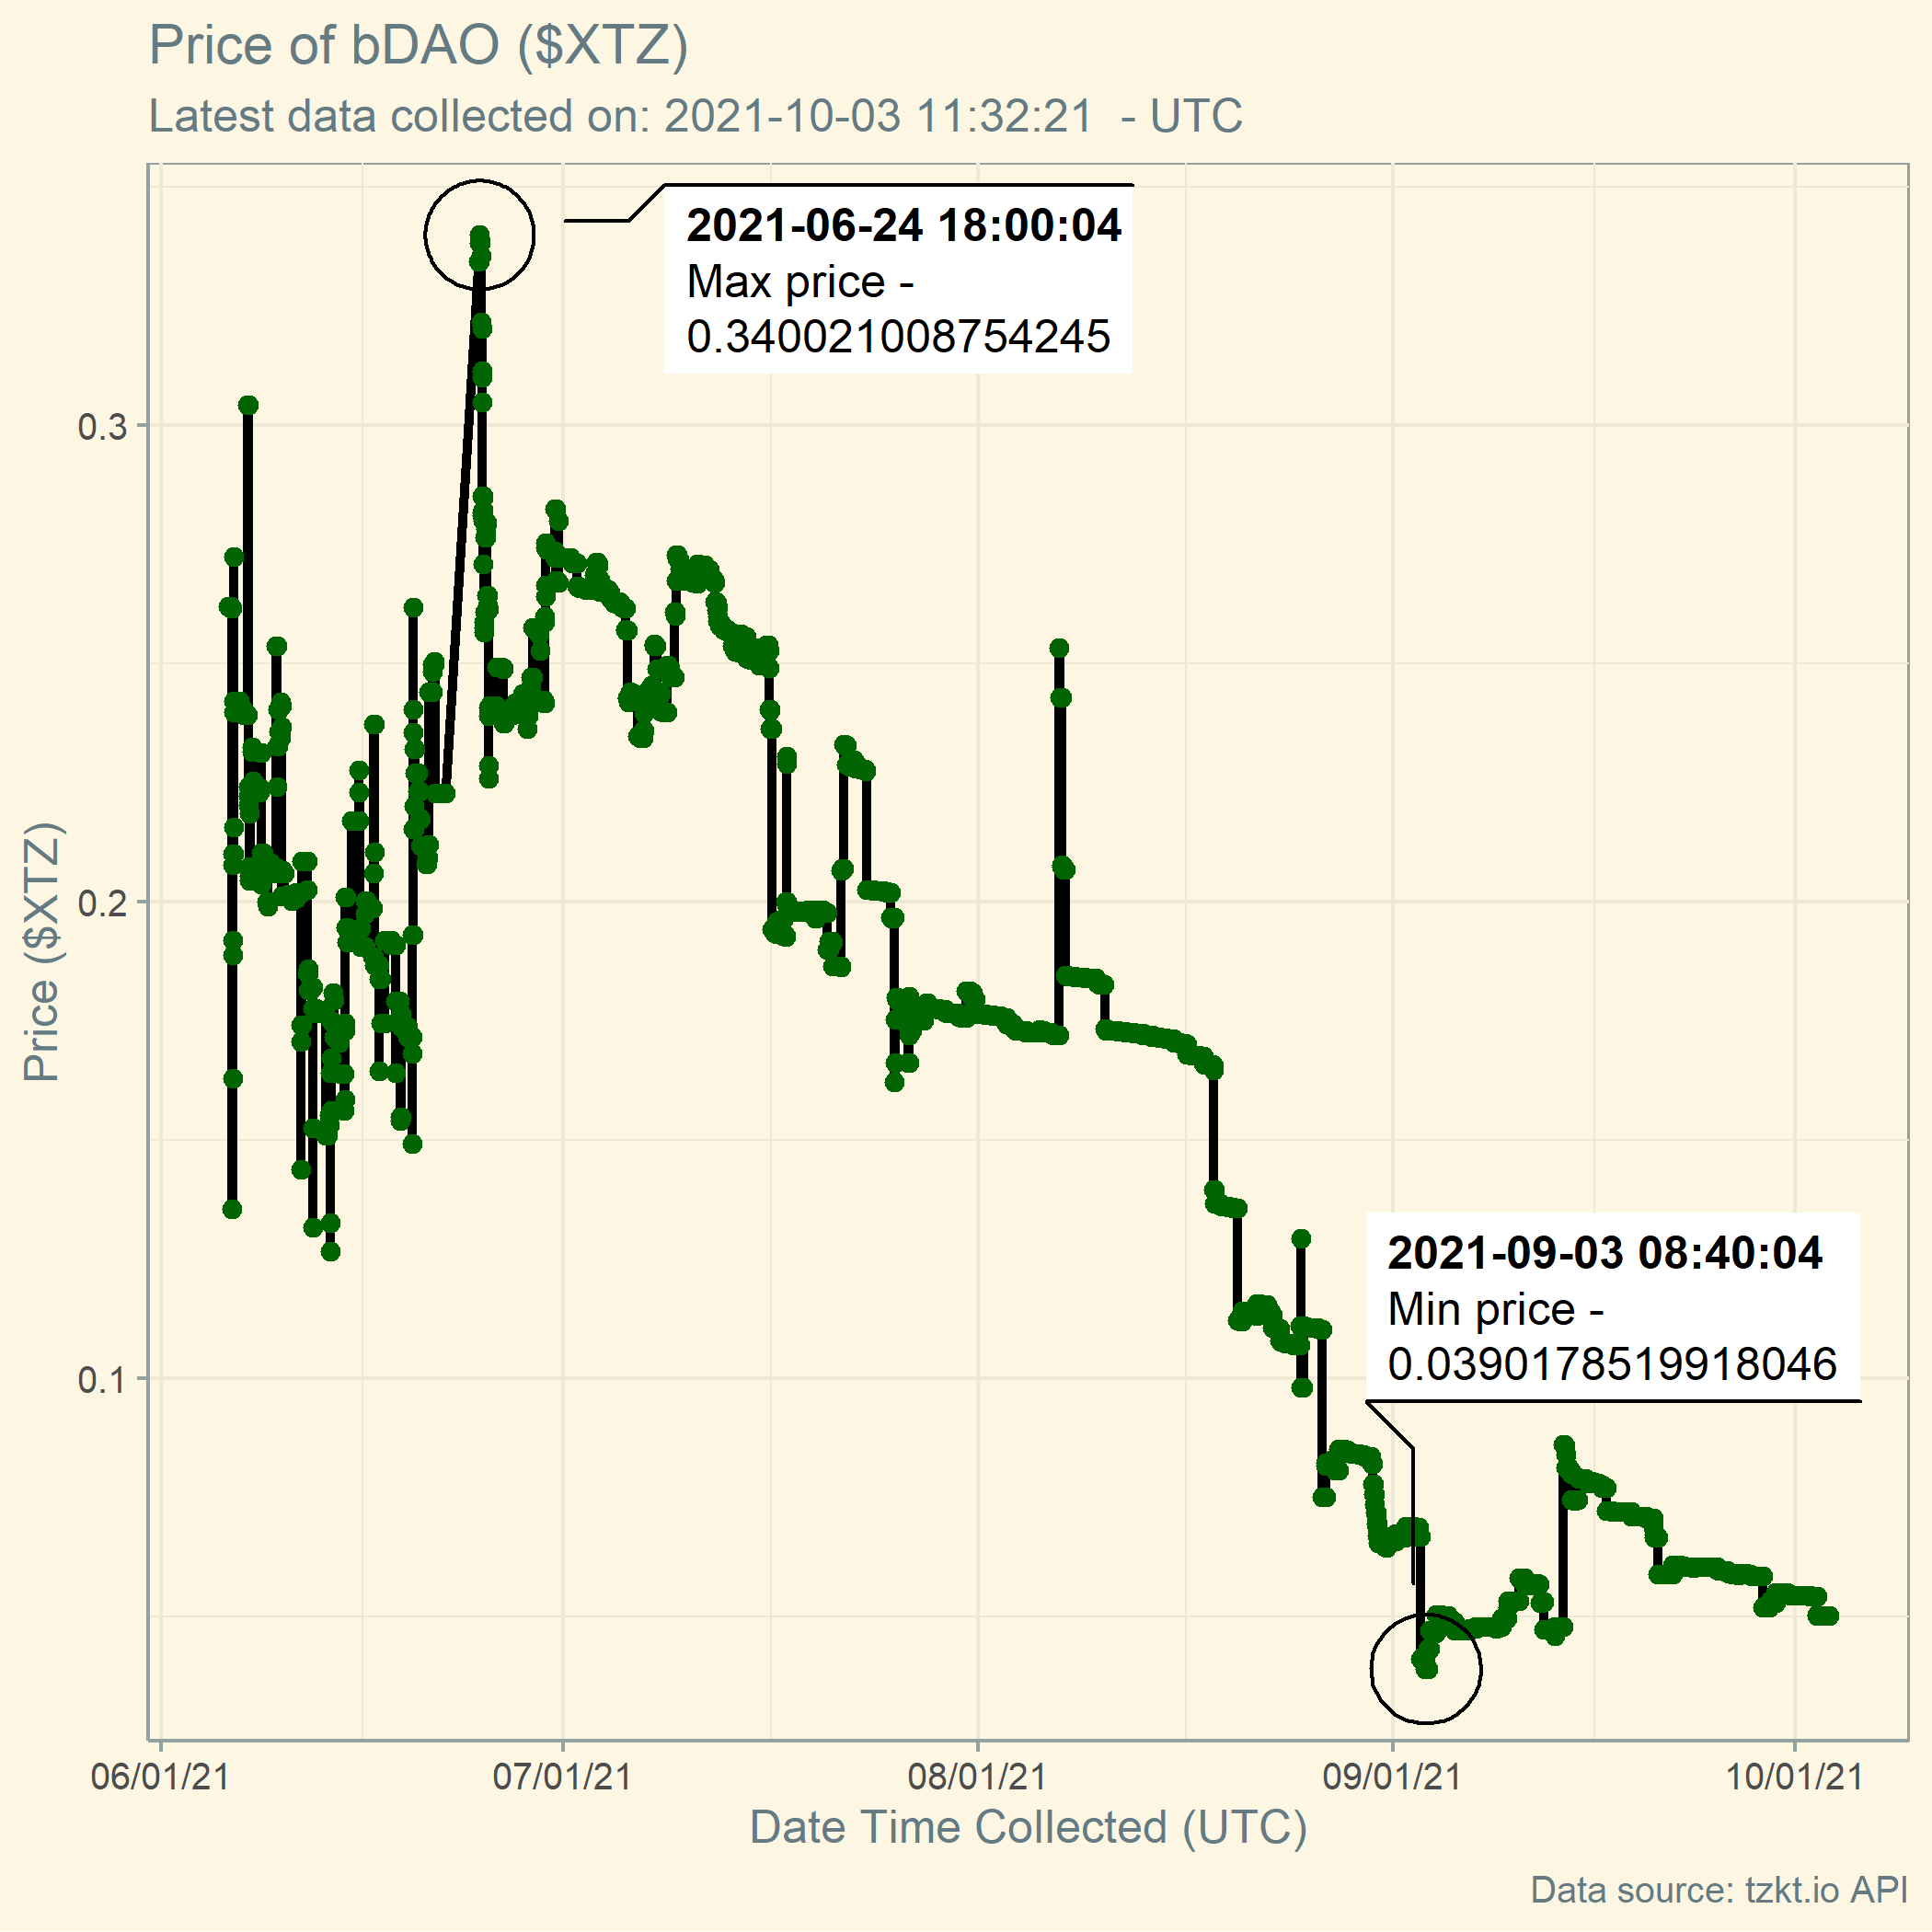 Price of bDAO ($XTZ)
Latest data collected on: 2021-10-03 11:32:21  - UTC
2021-06-24 18:00:04
Max price -
0.340021008754245
0.3
0.2
0.1
Price ($XTZ)
2021-09-03 08:40:04
Min price -
0.0390178519918046
06/01/21
07/01/21
08/01/21
09/01/21
10/01/21
Date Time Collected (UTC)
Data source: tzkt.io API